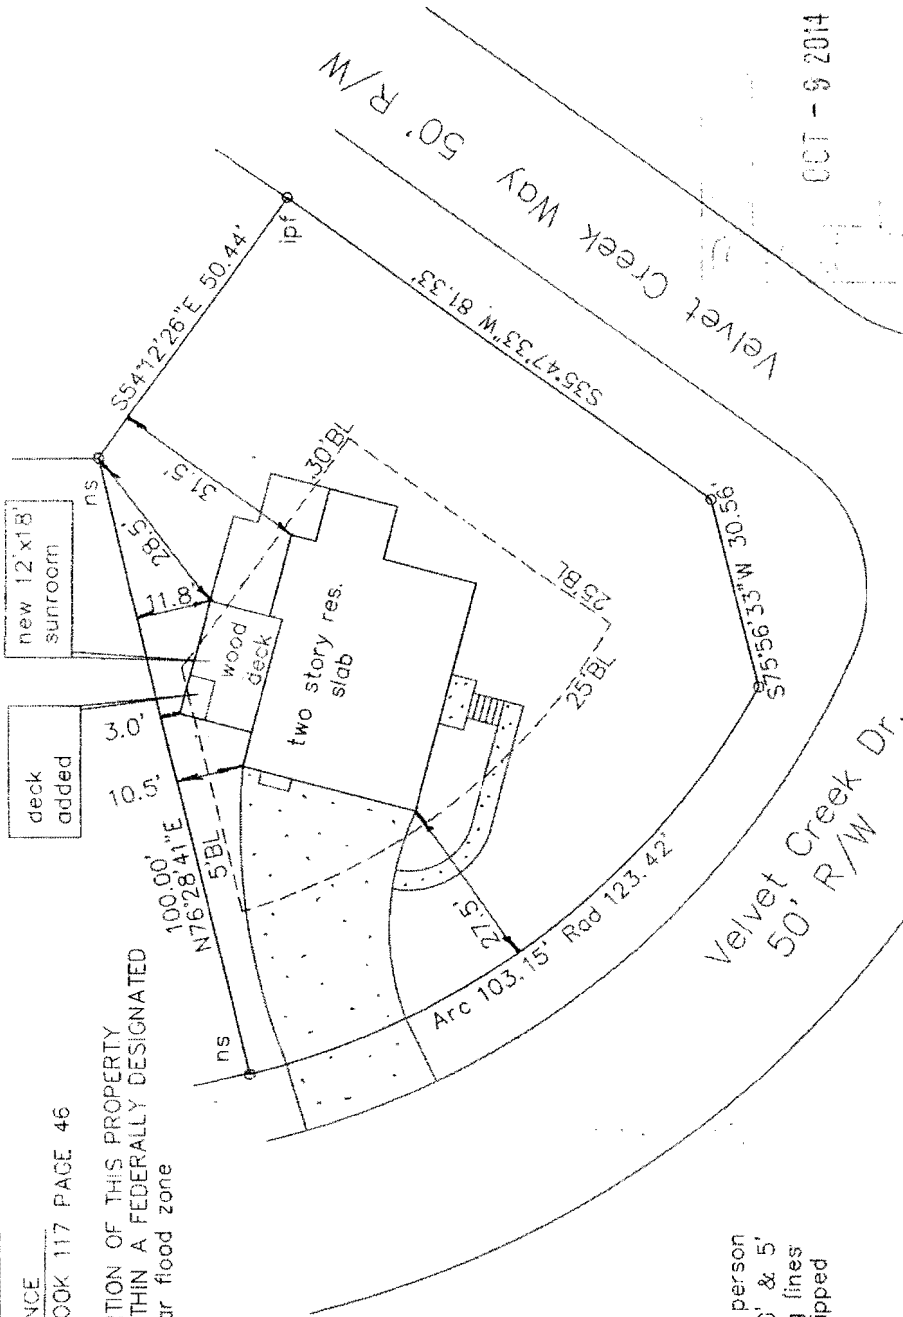 new 12'x18'
sunroom
deck
added
S54°12'26"E 50.44'
ipf
ns
28.5'
31.5'
11.8'
3.0'
10.5'
100.00'
N76°28'41"E
5'BL
30'BL
25'BL
25'BL
wood
deck
two story res.
slab
27.5'
S35°47'33"W 81.33'
S75°56'33"W 30.56'
Arc 103.15' Rad 123.42'
ns
Velvet Creek Way 50' R/W
Velvet Creek Dr.
50' R/W
OCT - 9 2014
NCE
OOK 117 PAGE 46
TION OF THIS PROPERTY
THIN A FEDERALLY DESIGNATED
ar flood zone
person
5' & 5'
g lines
ipped